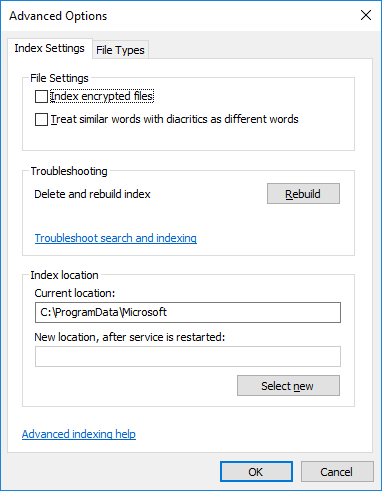 Advanced Options
Index Settings File Types
File Settings
Index encrypted files
Treat similar words with diacritics as different words
Troubleshooting
Delete and rebuild index Rebuild
Troubleshoot search and indexing
Index location
Current location:
C:\ProgramData\Microsoft
New location, after service is restarted:
Select new
Advanced indexing help
OK Cancel